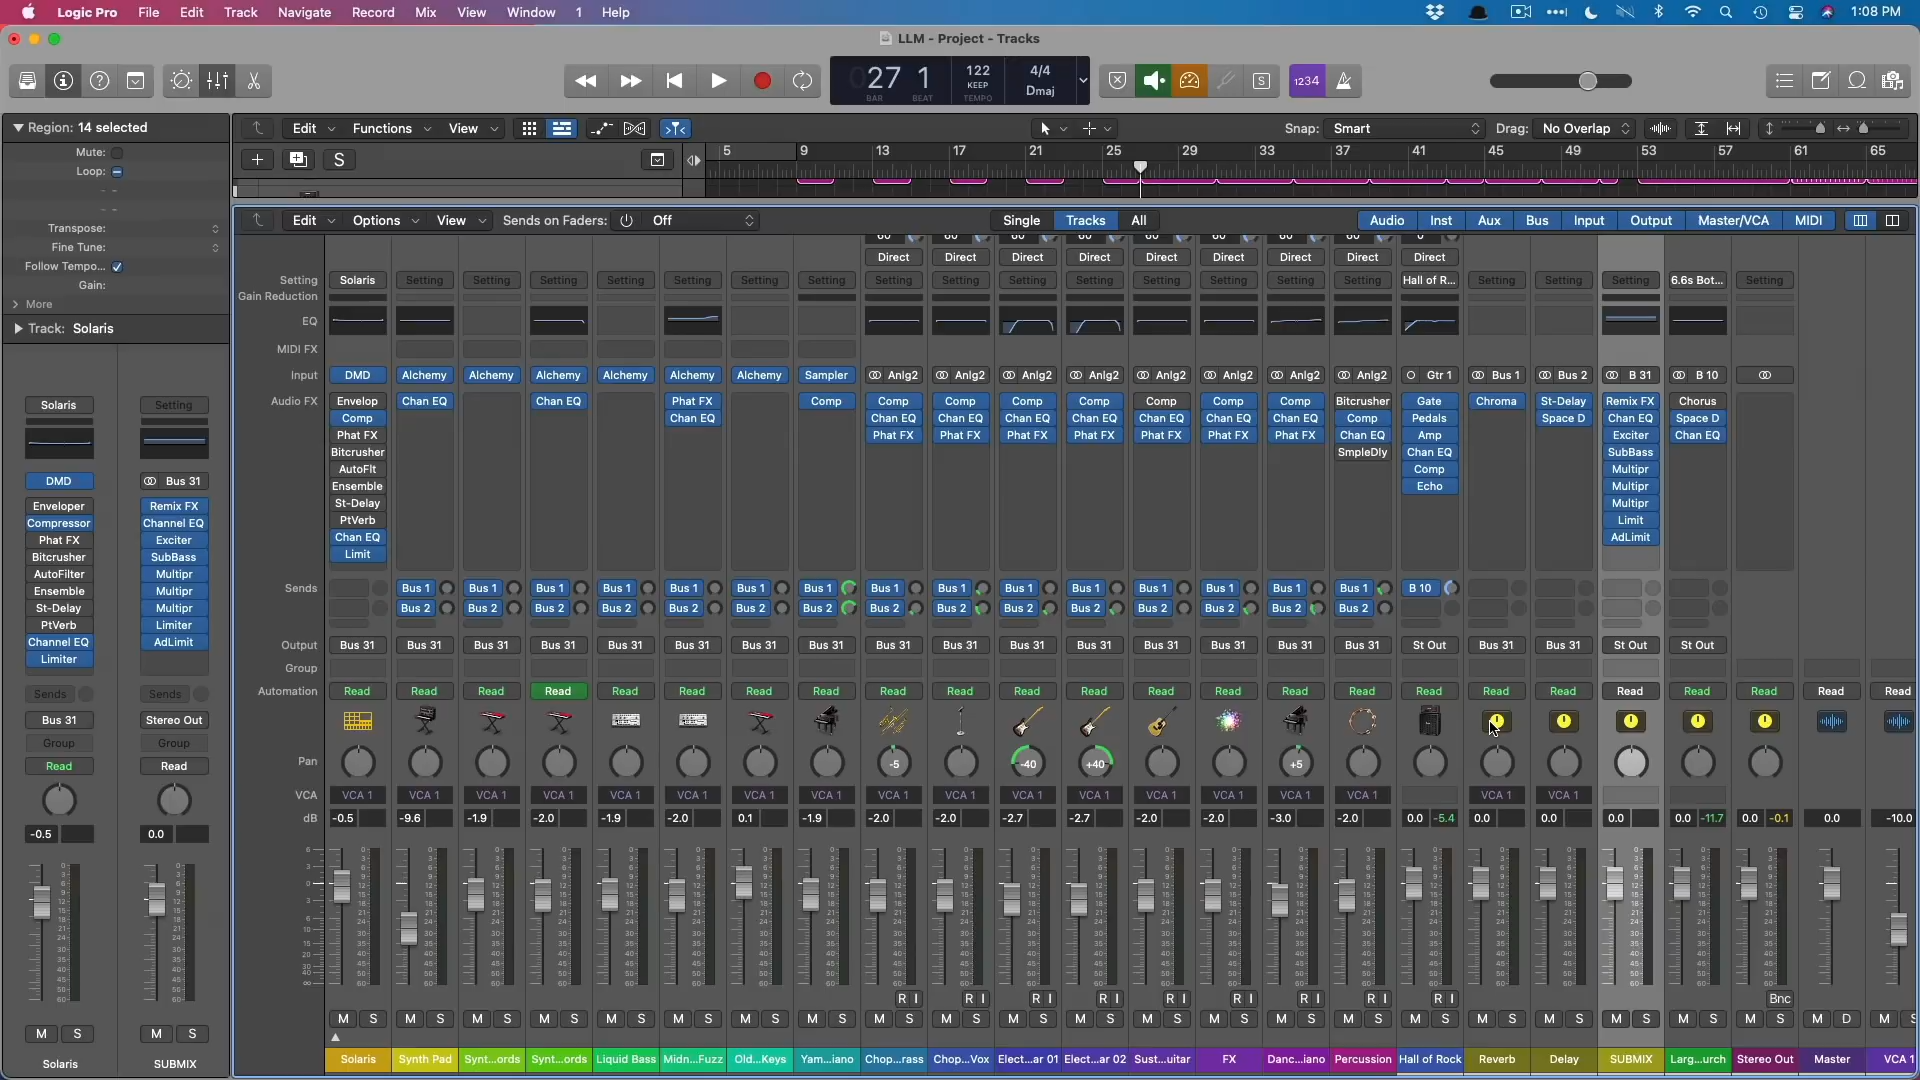 Logic Pro File Edit Track Navigate Record Mix View Window 1 Help 1:08 PM
LLM - Project - Tracks
27 1 122 4/4
KEEP Dmaj
BAR BEAT TEMPO
S 1234
Region: 14 selected
Edit Functions View Snap: Smart Drag: No Overlap
Mute:
Loop:
S 5 9 13 17 21 25 29 33 37 41 45 49 53 57 61 65
Transpose:
Fine Tune:
Follow Tempo...
Gain:
More
Track: Solaris
Edit Options View Sends on Faders: Off Single Tracks All Audio Inst Aux Bus Input Output Master/VCA MIDI
Direct Direct Direct Direct Direct Direct Direct Direct Direct
Setting Solaris Setting Setting Setting Setting Setting Setting Setting Setting Setting Setting Setting Setting Setting Setting Setting Hall of R... Setting Setting Setting 6.6s Bot... Setting
Gain Reduction
EQ
MIDI FX
Input DMD Alchemy Alchemy Alchemy Alchemy Alchemy Alchemy Sampler Anlg2 Anlg2 Anlg2 Anlg2 Anlg2 Anlg2 Anlg2 Anlg2 Gtr 1 Bus 1 Bus 2 B 31 B 10
Audio FX Envelop Chan EQ Chan EQ Phat FX Comp Comp Comp Comp Comp Comp Comp Comp Bitcrusher Gate Chroma St-Delay Remix FX Chorus
Comp Chan EQ Chan EQ Chan EQ Chan EQ Chan EQ Chan EQ Chan EQ Chan EQ Comp Pedals Space D Chan EQ Space D
Phat FX Phat FX Phat FX Phat FX Phat FX Phat FX Phat FX Phat FX Chan EQ Amp Exciter Chan EQ
Bitcrusher SmpleDly Chan EQ SubBass
AutoFlt Comp Multipr
Ensemble Echo Multipr
St-Delay Multipr
PtVerb Limit
Chan EQ AdLimit
Limit
Sends Bus 1 Bus 1 Bus 1 Bus 1 Bus 1 Bus 1 Bus 1 Bus 1 Bus 1 Bus 1 Bus 1 Bus 1 Bus 1 Bus 1 Bus 1 B 10
Bus 2 Bus 2 Bus 2 Bus 2 Bus 2 Bus 2 Bus 2 Bus 2 Bus 2 Bus 2 Bus 2 Bus 2 Bus 2 Bus 2 Bus 2
Output Bus 31 Bus 31 Bus 31 Bus 31 Bus 31 Bus 31 Bus 31 Bus 31 Bus 31 Bus 31 Bus 31 Bus 31 Bus 31 Bus 31 Bus 31 Bus 31 St Out Bus 31 Bus 31 St Out St Out
Group
Automation Read Read Read Read Read Read Read Read Read Read Read Read Read Read Read Read Read Read Read Read Read Read Read Read
Pan -5 -40 +40 +5
VCA VCA 1 VCA 1 VCA 1 VCA 1 VCA 1 VCA 1 VCA 1 VCA 1 VCA 1 VCA 1 VCA 1 VCA 1 VCA 1 VCA 1 VCA 1 VCA 1 VCA 1 VCA 1
dB -0.5 -9.6 -1.9 -2.0 -1.9 -2.0 0.1 -1.9 -2.0 -2.0 -2.7 -2.7 -2.0 -2.0 -3.0 -2.0 0.0 -5.4 0.0 0.0 0.0 0.0 -11.7 0.0 -0.1 0.0 -10.0
R I R I R I R I R I R I R I R I R I Bnc
M S M S M S M S M S M S M S M S M S M S M S M S M S M S M S M S M S M S M S M S M S M S M D M S
Solaris Synth Pad Synt...ords Synt...ords Liquid Bass Midn...Fuzz Old...Keys Yam...iano Chop...rass Chop...Vox Elect...ar 01 Elect...ar 02 Sust...uitar FX Danc...iano Percussion Hall of Rock Reverb Delay SUBMIX Larg...urch Stereo Out Master VCA 1
Solaris Setting
DMD Bus 31
Enveloper Remix FX
Compressor Channel EQ
Phat FX Exciter
Bitcrusher SubBass
AutoFilter Multipr
Ensemble Multipr
St-Delay Multipr
PtVerb Limiter
Channel EQ AdLimit
Limiter
Sends Sends
Bus 31 Stereo Out
Group Group
Read Read
-0.5 0.0
M S M S
Solaris SUBMIX